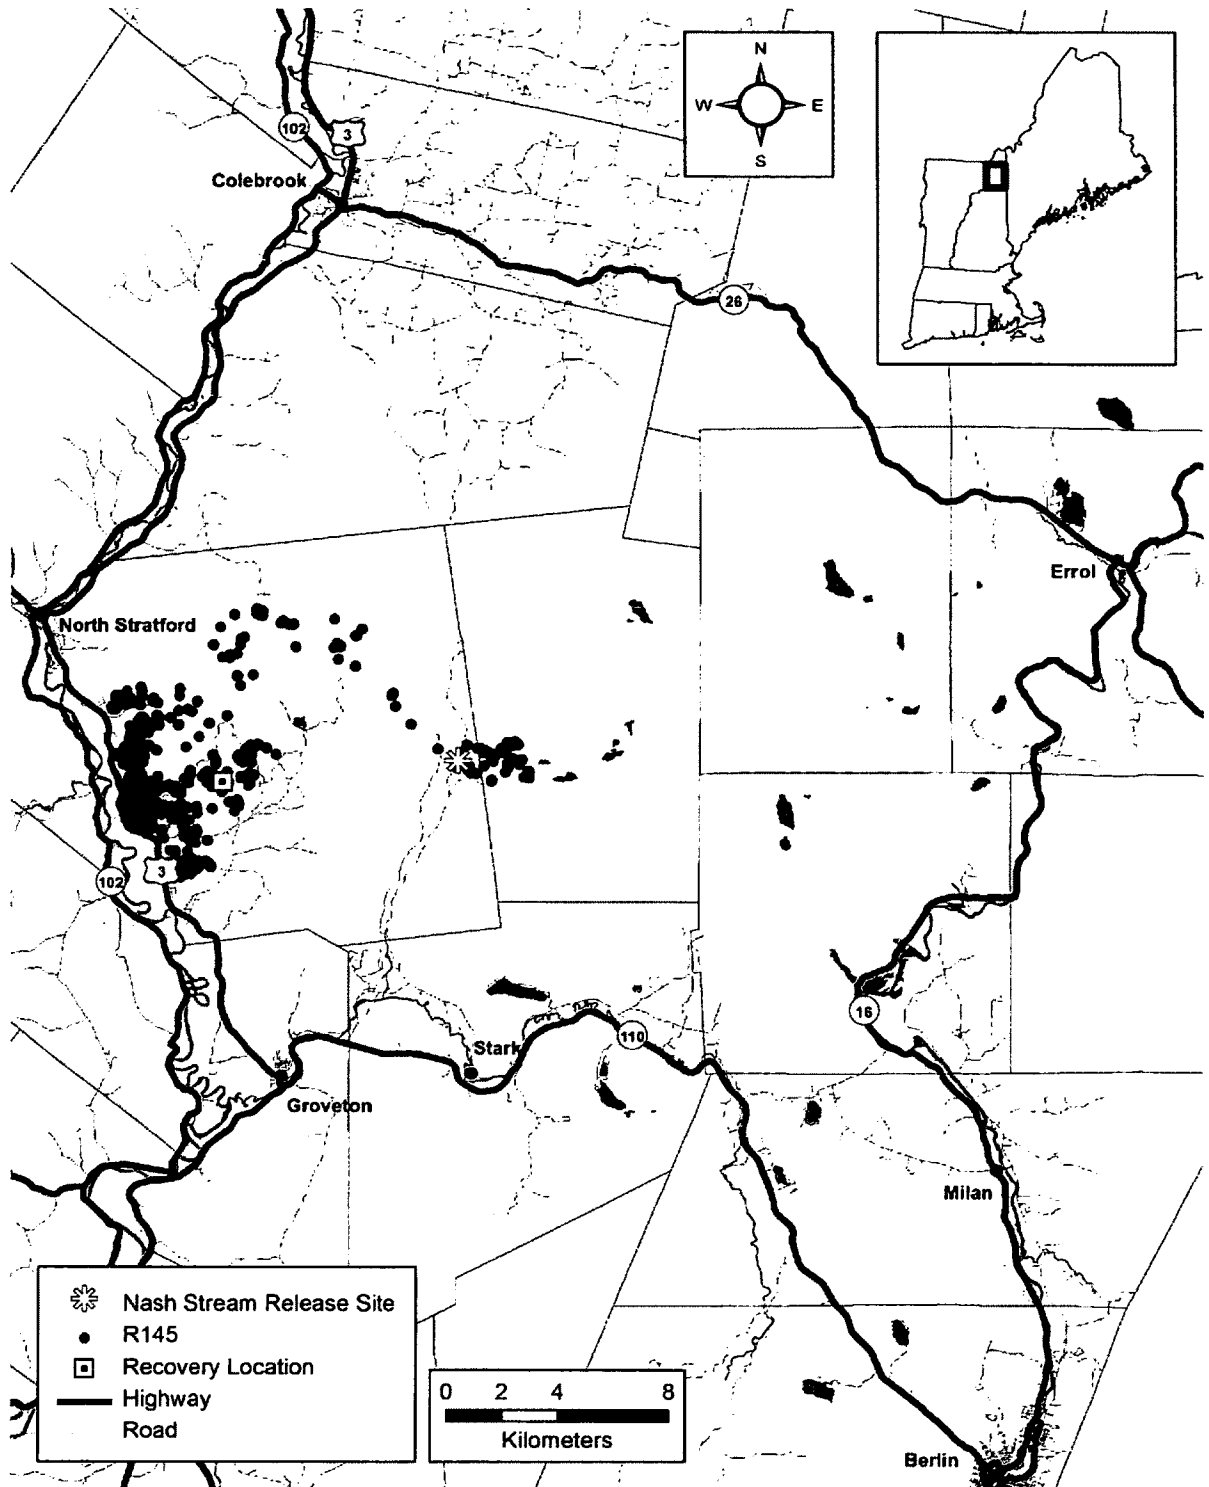 N
W E
S
102
3
Colebrook
26
Errol
North Stratford
102
3
16
Stark
110
Groveton
Milan
Nash Stream Release Site
R145
Recovery Location
Highway
Road
0 2 4 8
Kilometers
Berlin